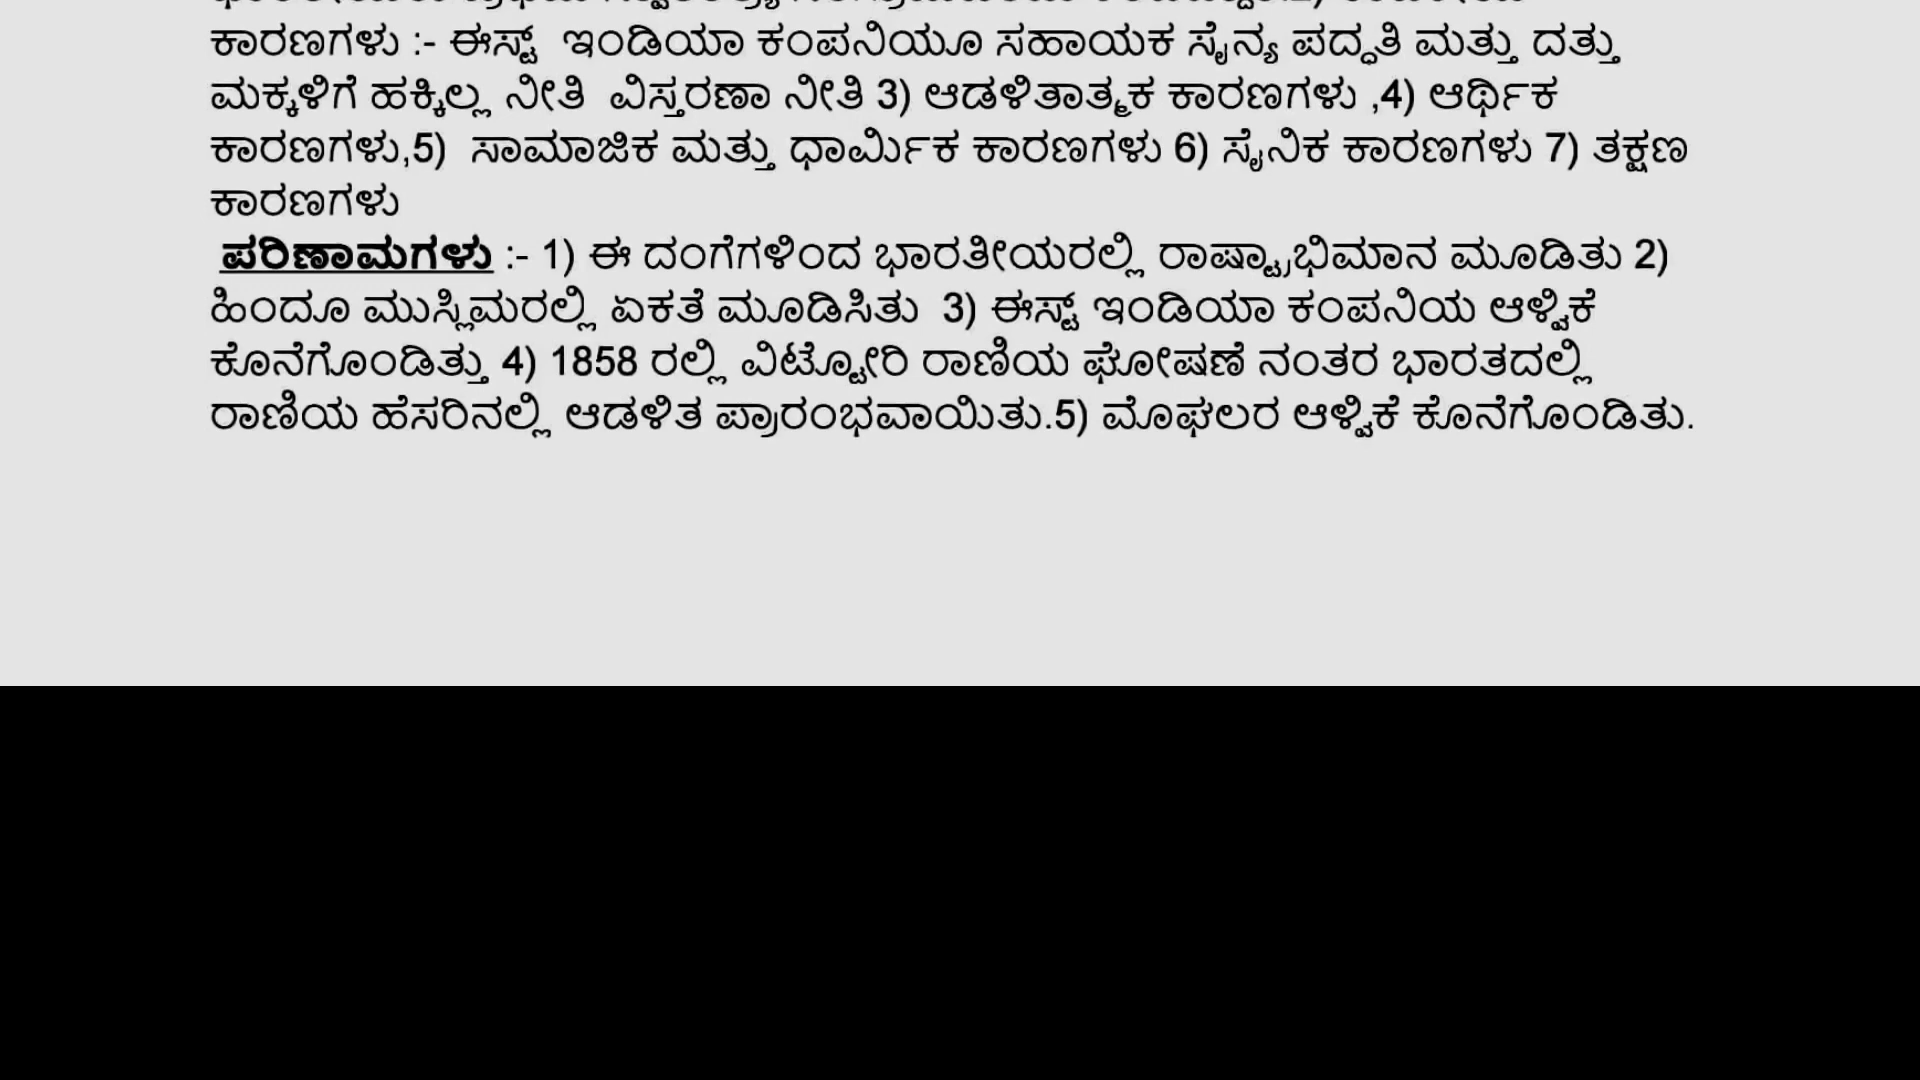 ಕಾರಣಗಳು :- ಈಸ್ಟ್ ಇಂಡಿಯಾ ಕಂಪನಿಯೂ ಸಹಾಯಕ ಸೈನ್ಯ ಪದ್ಧತಿ ಮತ್ತು ದತ್ತು
ಮಕ್ಕಳಿಗೆ ಹಕ್ಕಿಲ್ಲ ನೀತಿ ವಿಸ್ತರಣಾ ನೀತಿ 3) ಆಡಳಿತಾತ್ಮಕ ಕಾರಣಗಳು ,4) ಆರ್ಥಿಕ
ಕಾರಣಗಳು,5) ಸಾಮಾಜಿಕ ಮತ್ತು ಧಾರ್ಮಿಕ ಕಾರಣಗಳು 6) ಸೈನಿಕ ಕಾರಣಗಳು 7) ತಕ್ಷಣ
ಕಾರಣಗಳು
ಪರಿಣಾಮಗಳು :- 1) ಈ ದಂಗೆಗಳಿಂದ ಭಾರತೀಯರಲ್ಲಿ ರಾಷ್ಟ್ರಾಭಿಮಾನ ಮೂಡಿತು 2)
ಹಿಂದೂ ಮುಸ್ಲಿಮರಲ್ಲಿ ಏಕತೆ ಮೂಡಿಸಿತು 3) ಈಸ್ಟ್ ಇಂಡಿಯಾ ಕಂಪನಿಯ ಆಳ್ವಿಕೆ
ಕೊನೆಗೊಂಡಿತ್ತು 4) 1858 ರಲ್ಲಿ ವಿಟ್ಟೋರಿ ರಾಣಿಯ ಘೋಷಣೆ ನಂತರ ಭಾರತದಲ್ಲಿ
ರಾಣಿಯ ಹೆಸರಿನಲ್ಲಿ ಆಡಳಿತ ಪ್ರಾರಂಭವಾಯಿತು.5) ಮೊಘಲರ ಆಳ್ವಿಕೆ ಕೊನೆಗೊಂಡಿತು.